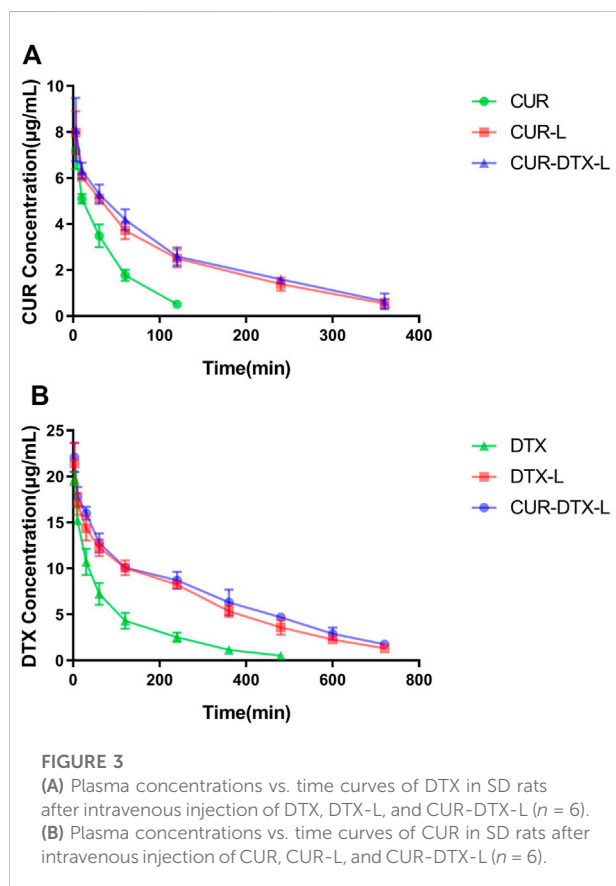 A
10
8
6
4
2
0
CUR Concentration(μg/mL)
0 100 200 300 400
Time(min)
CUR
CUR-L
CUR-DTX-L
B
25
20
15
10
5
0
DTX Concentration(μg/mL)
0 200 400 600 800
Time(min)
DTX
DTX-L
CUR-DTX-L
FIGURE 3
(A) Plasma concentrations vs. time curves of DTX in SD rats
after intravenous injection of DTX, DTX-L, and CUR-DTX-L (n = 6).
(B) Plasma concentrations vs. time curves of CUR in SD rats after
intravenous injection of CUR, CUR-L, and CUR-DTX-L (n = 6).